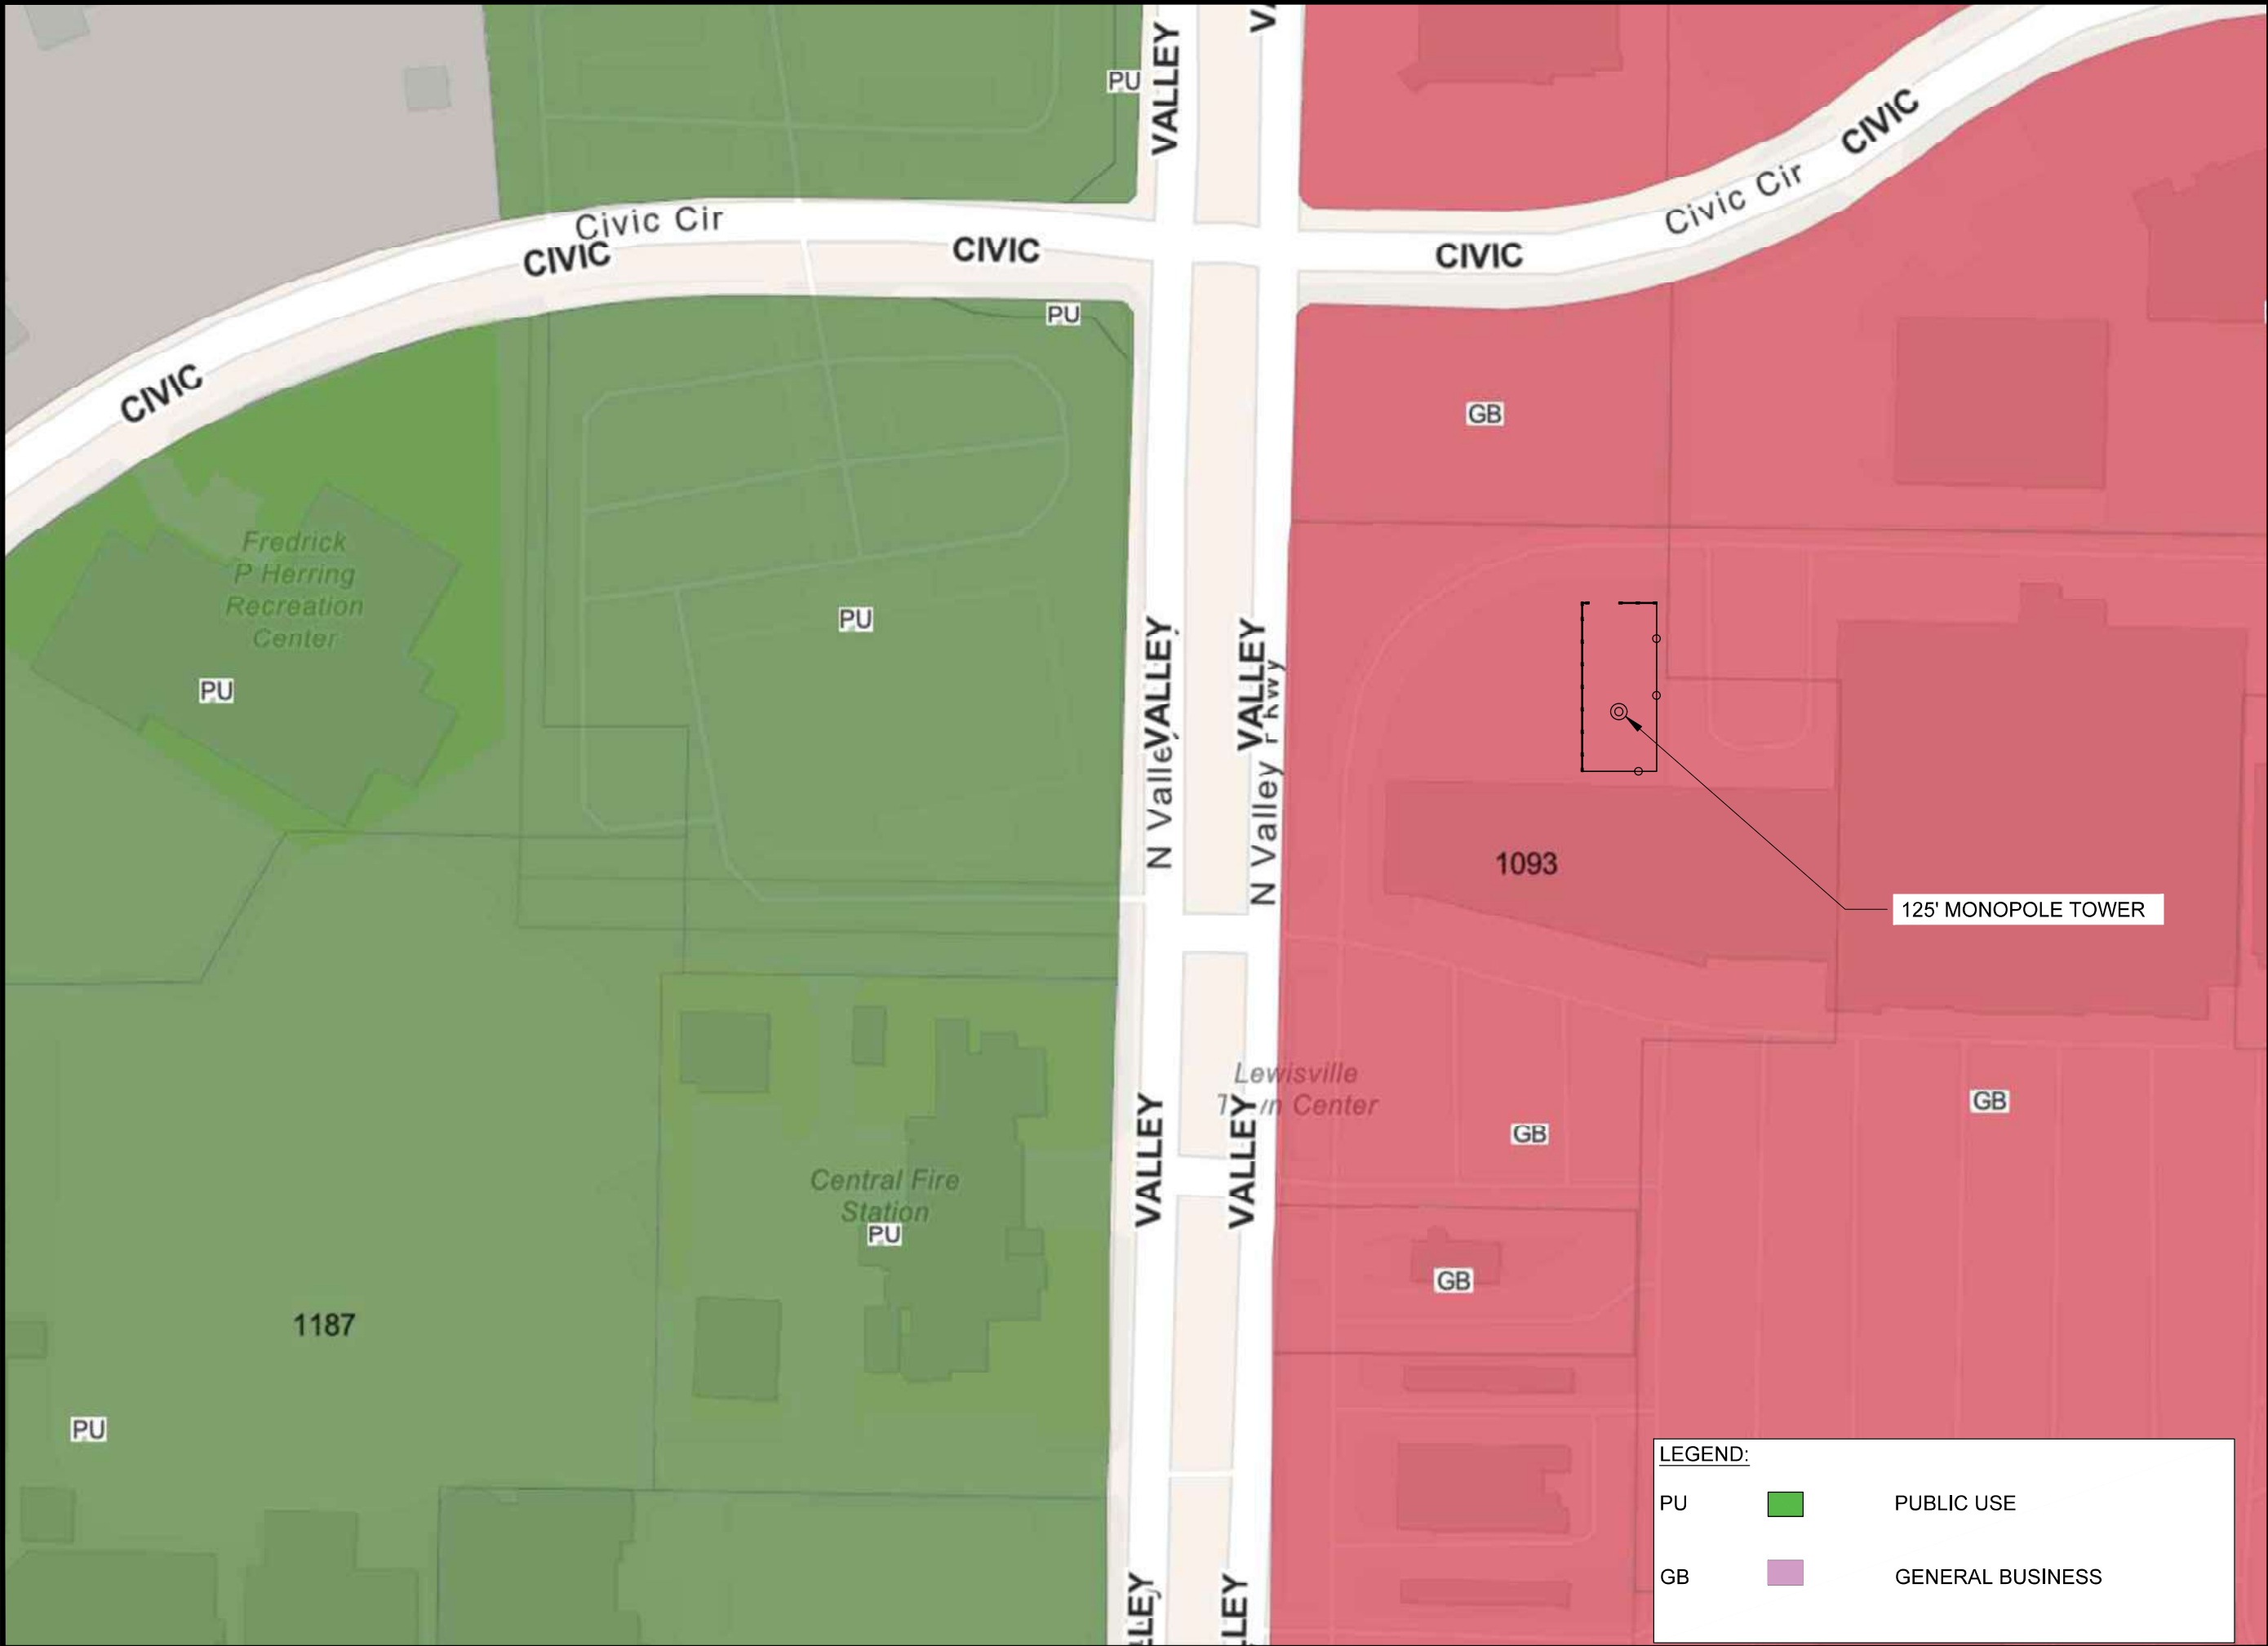 VALLEY
PU
CIVIC
Civic Cir
Civic Cir
CIVIC
CIVIC
CIVIC
PU
CIVIC
GB
Fredrick
P Herring
Recreation
Center
PU
PU
VALLEY
VALLEY
N Valley
N Valley
1093
125' MONOPOLE TOWER
Lewisville
Center
GB
GB
VALLEY
VALLEY
Central Fire
Station
PU
GB
1187
PU
LEGEND:
PU PUBLIC USE
GB GENERAL BUSINESS